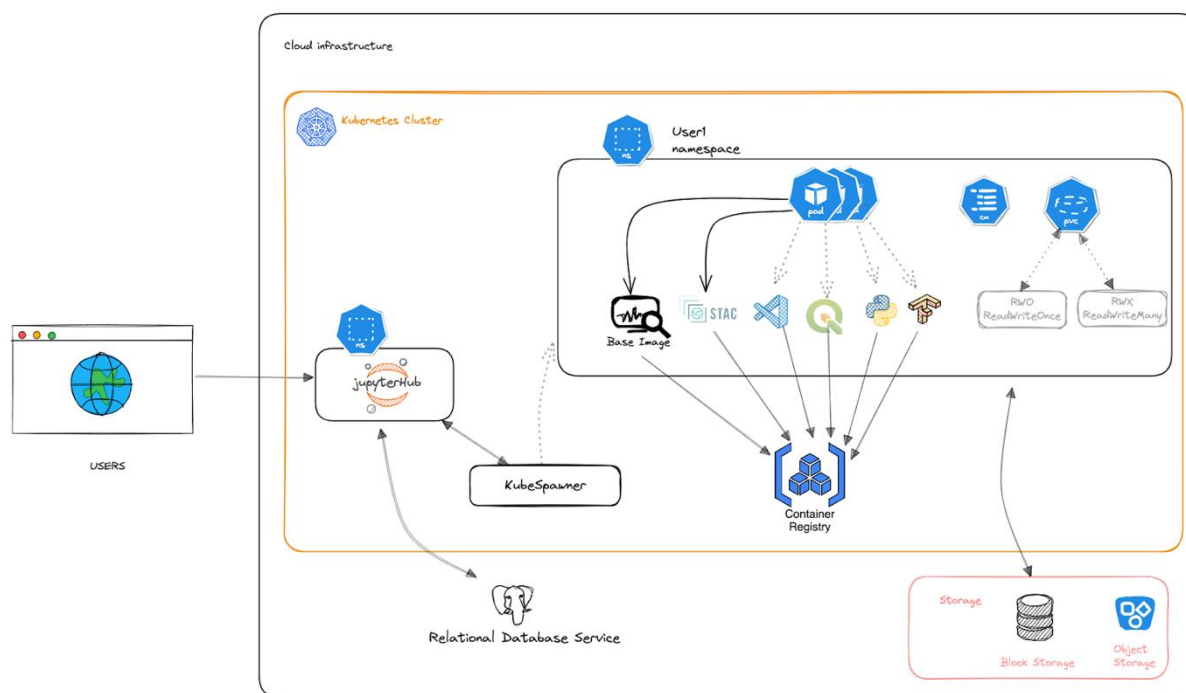 Cloud infrastructure
Kubernetes Cluster
User1
namespace
ns
pod
cm
pvc
RWO
ReadWriteOnce
RWX
ReadWriteMany
Base Image
STAC
ns
jupyterHub
USERS
KubeSpawner
Container
Registry
Relational Database Service
Storage
Block Storage
Object
Storage